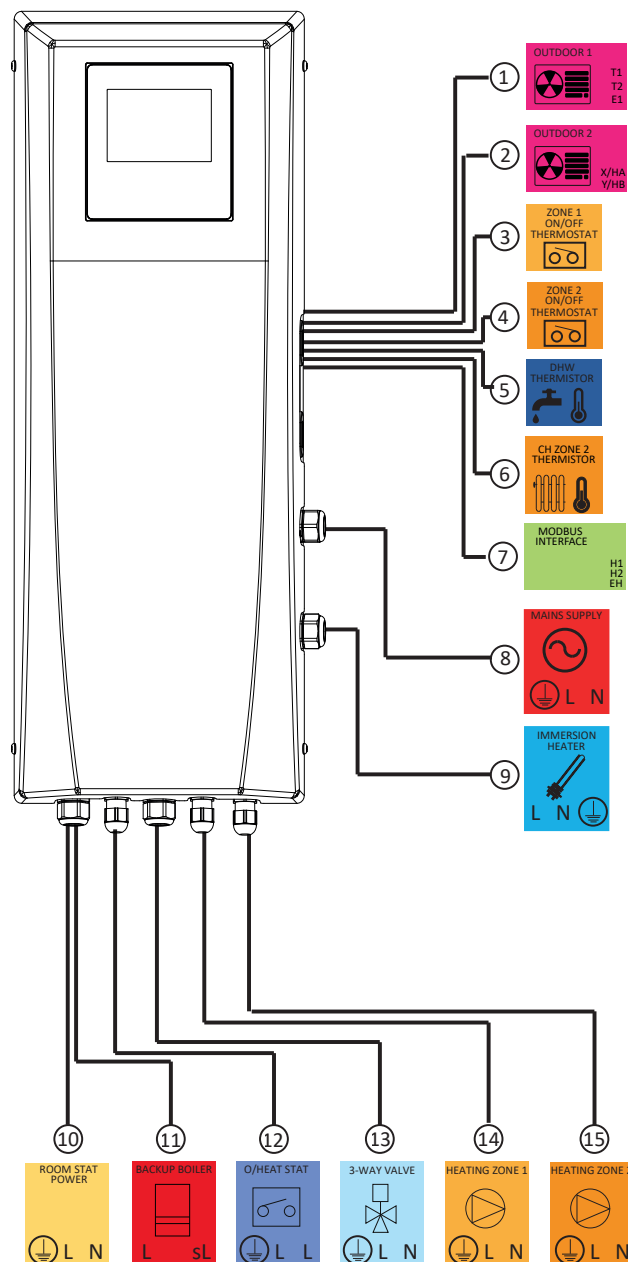 1
OUTDOOR 1
T1
T2
E1
2
OUTDOOR 2
X/HA
Y/HB
3
ZONE 1
ON/OFF
THERMOSTAT
4
ZONE 2
ON/OFF
THERMOSTAT
5
DHW
THERMISTOR
6
CH ZONE 2
THERMISTOR
7
MODBUS
INTERFACE
H1
H2
EH
8
MAINS SUPPLY
L N
9
IMMERSION
HEATER
L N
10
11
12
13
14
15
ROOM STAT
POWER
L N
BACKUP BOILER
L sL
O/HEAT STAT
L L
3-WAY VALVE
L N
HEATING ZONE 1
L N
HEATING ZONE 2
L N